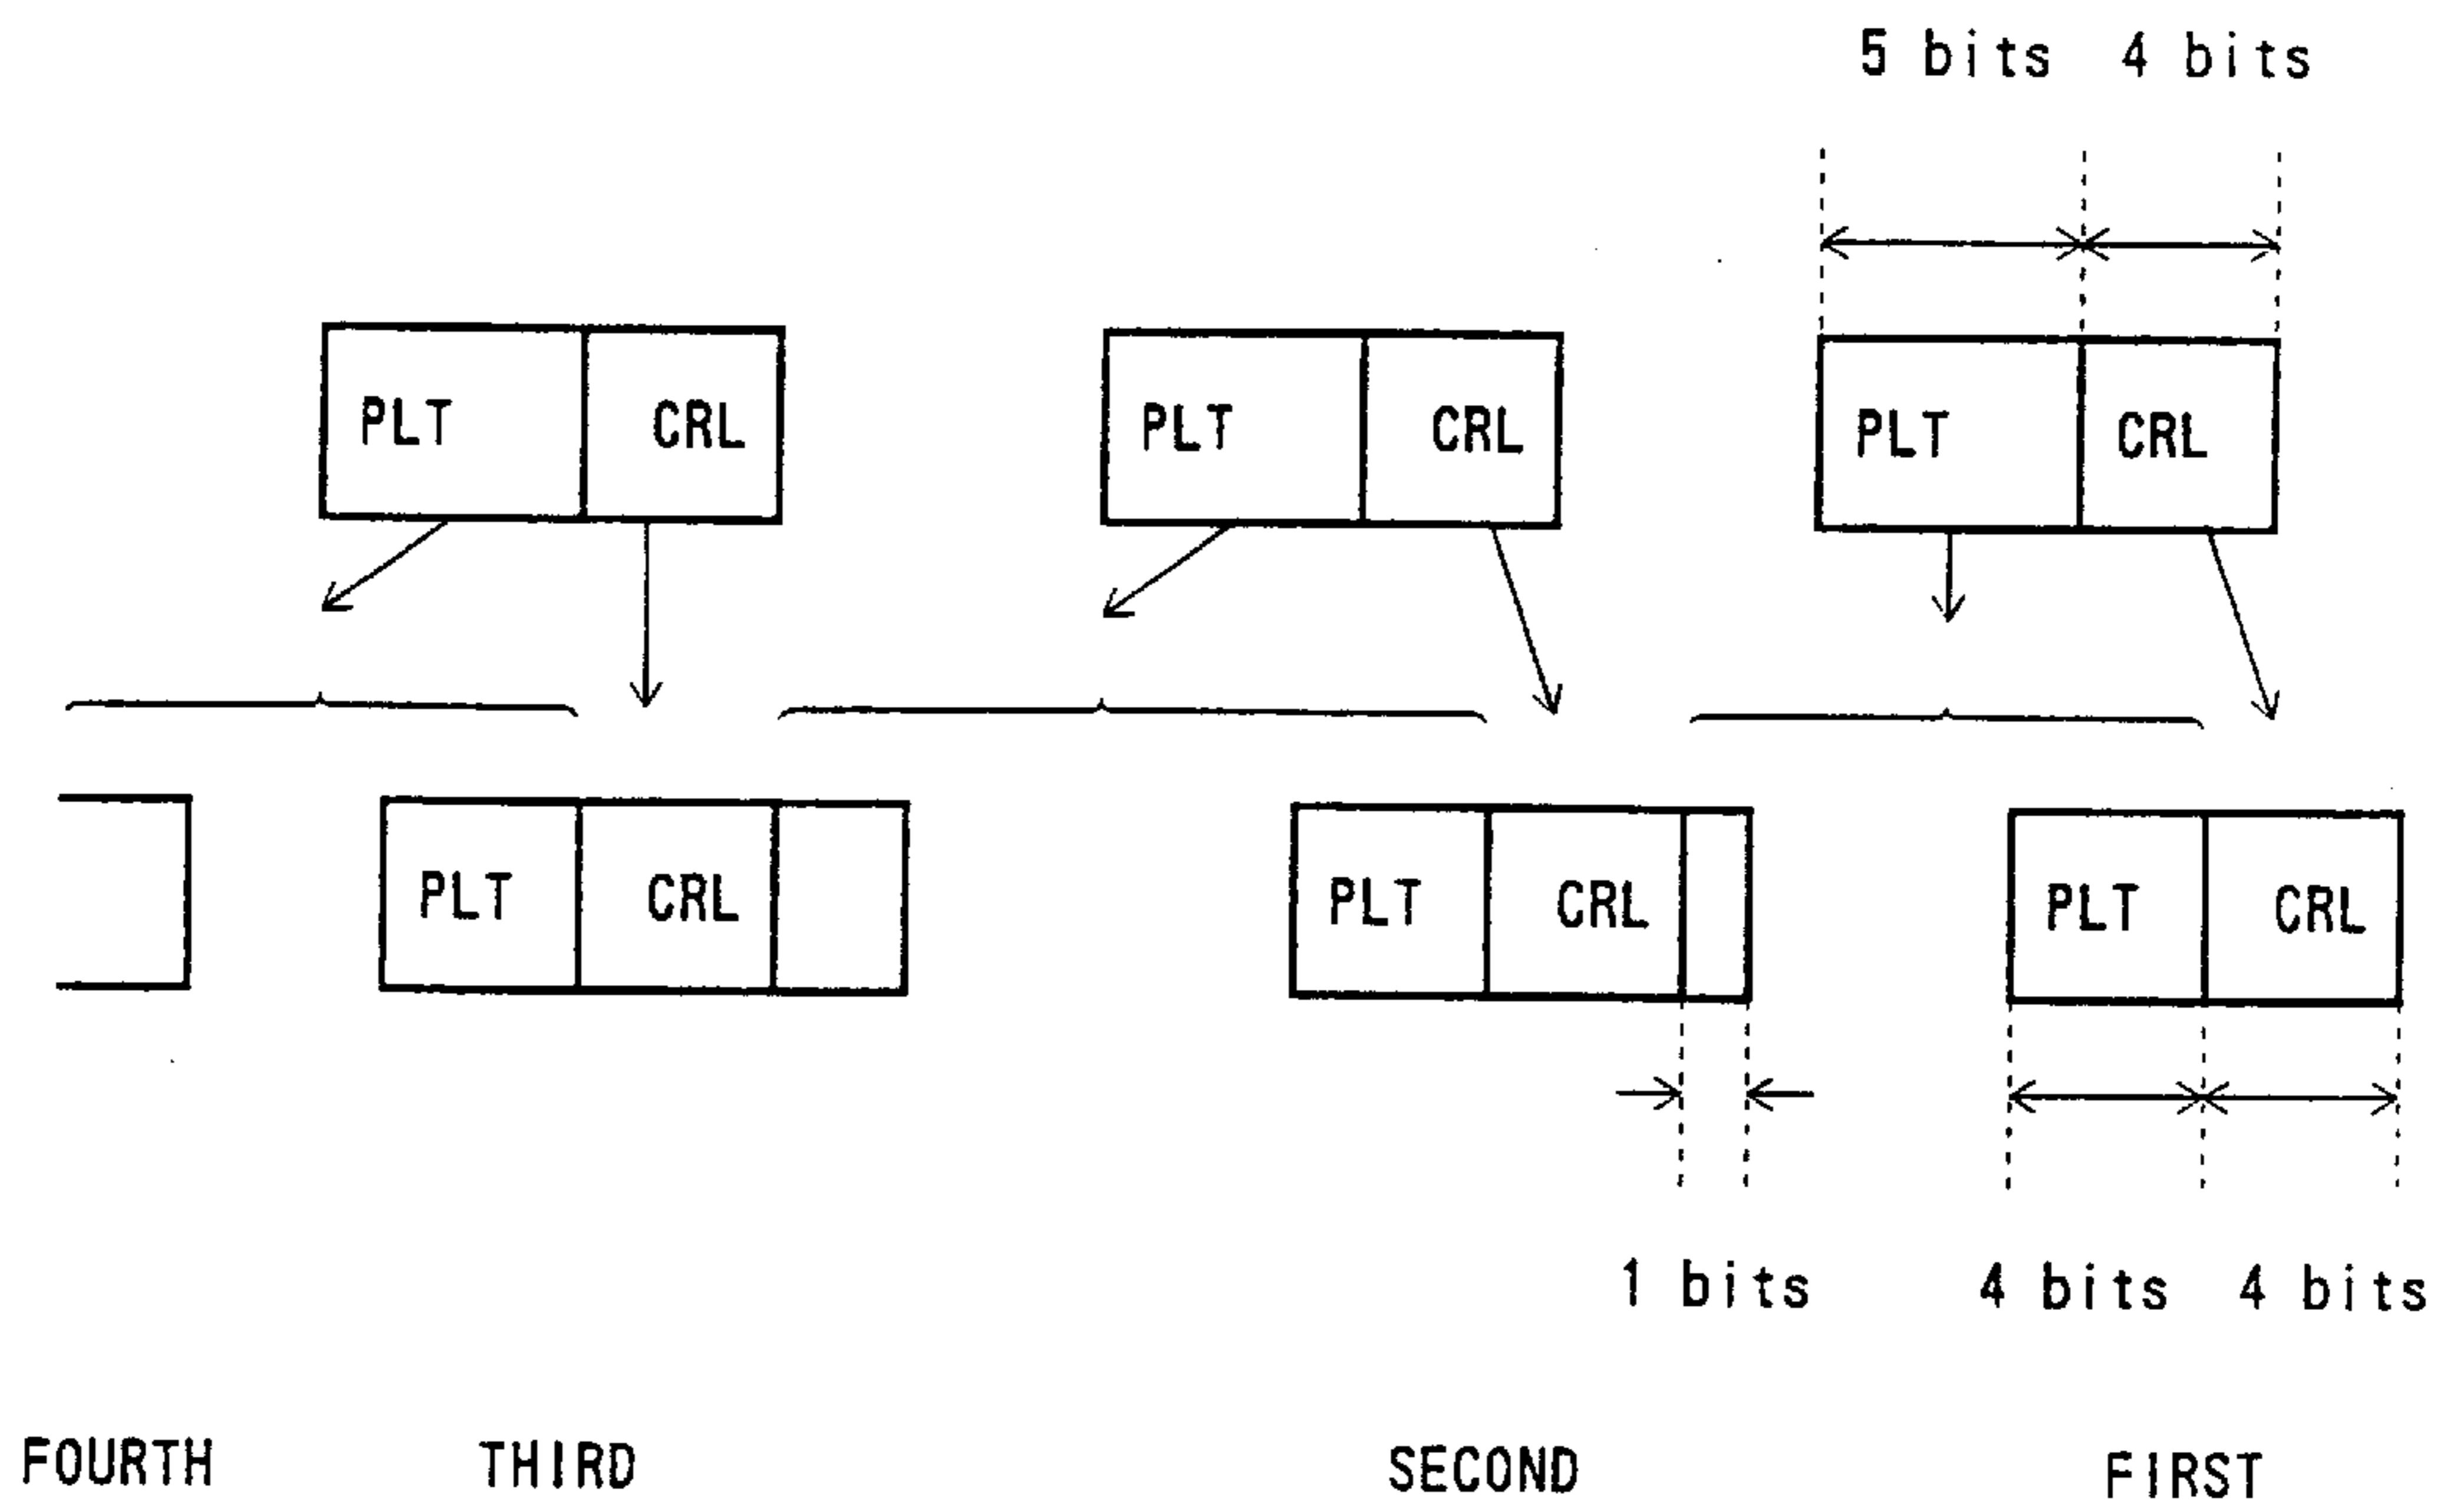 5 bits 4 bits
PLT CRL PLT CRL PLT CRL
PLT CRL PLT CRL PLT CRL
1 bits 4 bits 4 bits
FOURTH THIRD SECOND FIRST